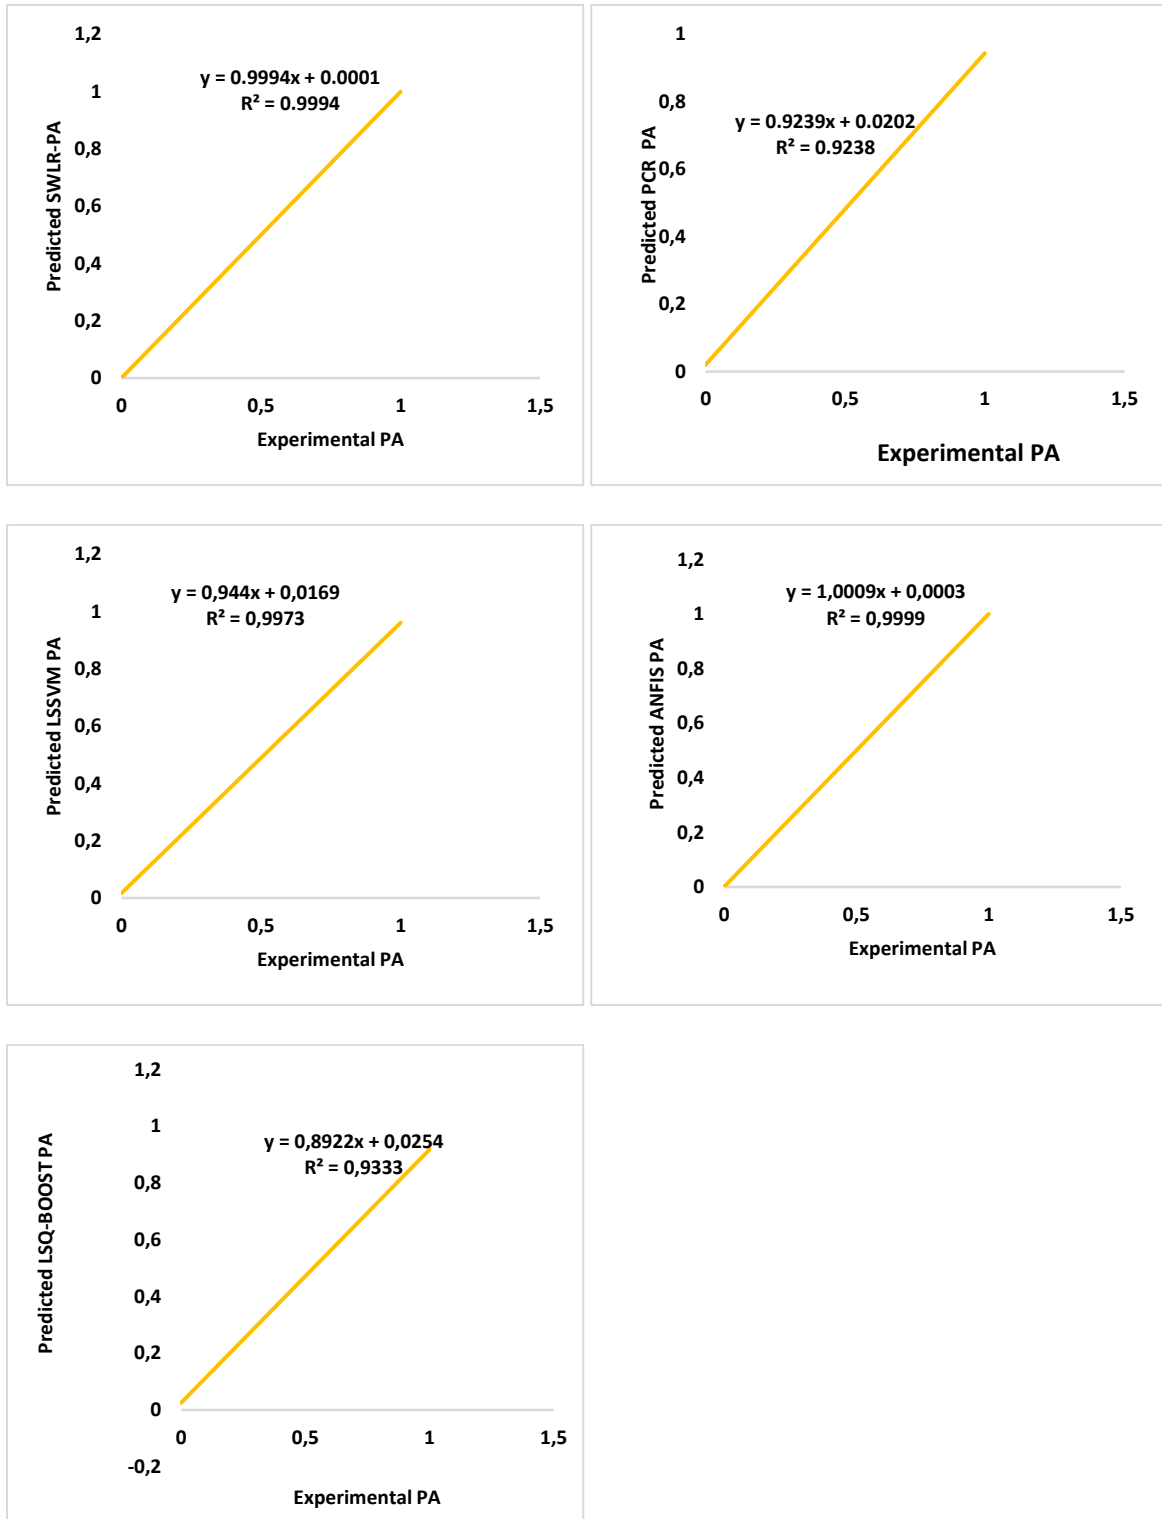 1,2
y = 0.9994x + 0.0001
R² = 0.9994
1
0,8
0,6
0,4
0,2
0
0 0,5 1 1,5
Predicted SWLR-PA
Experimental PA
1
0,8
y = 0.9239x + 0.0202
R² = 0.9238
0,6
0,4
0,2
0
0 0,5 1 1,5
Predicted PCR PA
Experimental PA
1,2
y = 0,944x + 0,0169
R² = 0,9973
1
0,8
0,6
0,4
0,2
0
0 0,5 1 1,5
Predicted LSSVM PA
Experimental PA
1,2
y = 1,0009x + 0,0003
R² = 0,9999
1
0,8
0,6
0,4
0,2
0
0 0,5 1 1,5
Predicted ANFIS PA
Experimental PA
1,2
1
y = 0,8922x + 0,0254
R² = 0,9333
0,8
0,6
0,4
0,2
0
0 0,5 1 1,5
-0,2
Predicted LSQ-BOOST PA
Experimental PA